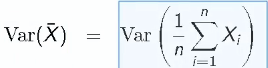 Var(X̄) = Var ( 1/n ∑_{i=1}^{n} X_i )